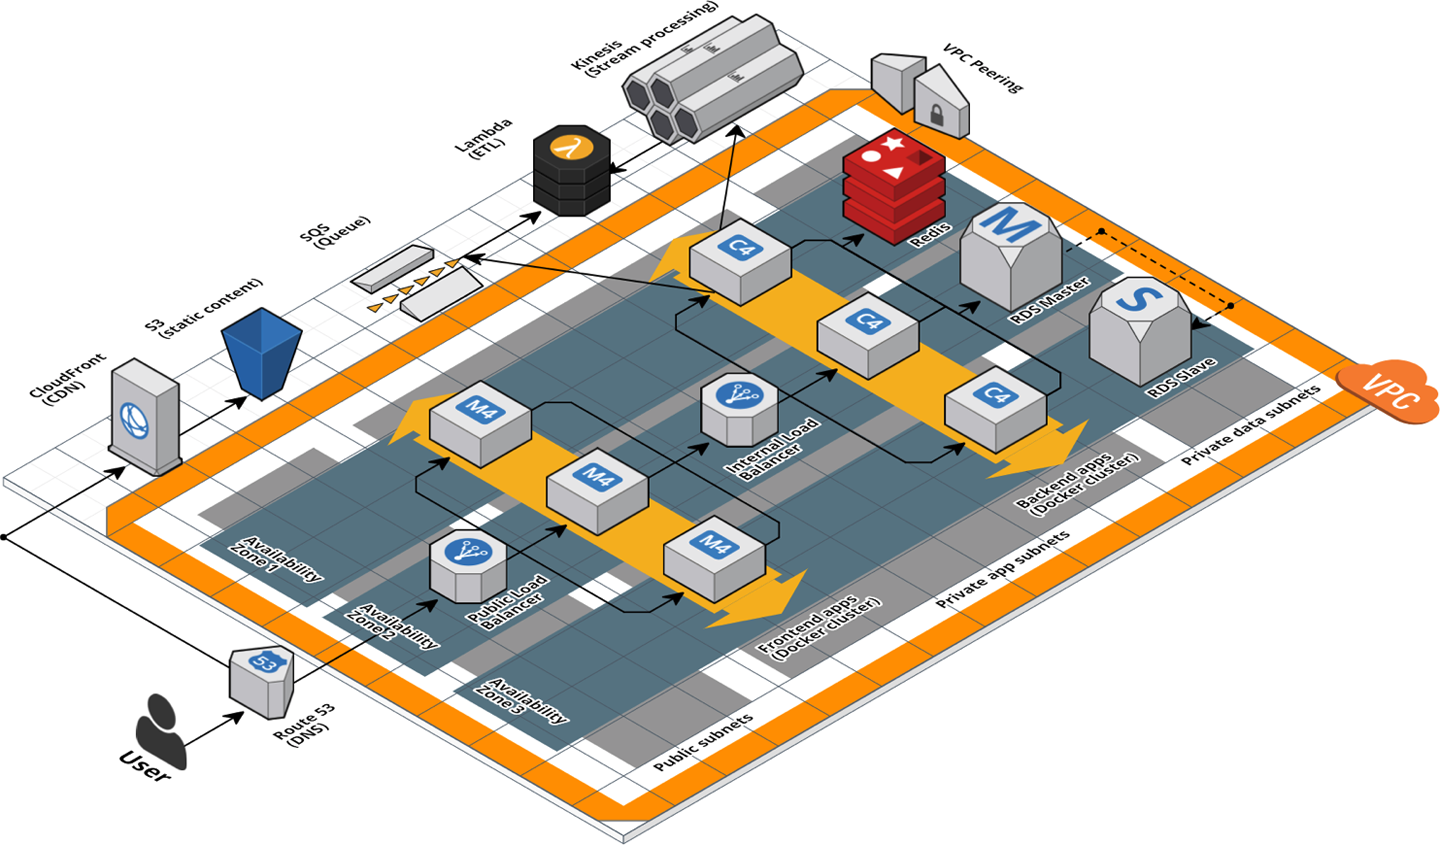 Kinesis
(Stream processing)
VPC Peering
Lambda
(ETL)
SQS
(Queue)
S3
(static content)
CloudFront
(CDN)
Redis
M
RDS Master
S
RDS Slave
VPC
C4
C4
C4
Internal Load
Balancer
M4
M4
M4
Public Load
Balancer
Backend apps
(Docker cluster)
Frontend apps
(Docker cluster)
Private data subnets
Private app subnets
Public subnets
Availability
Zone 1
Availability
Zone 2
Availability
Zone 3
53
Route 53
(DNS)
User
λ